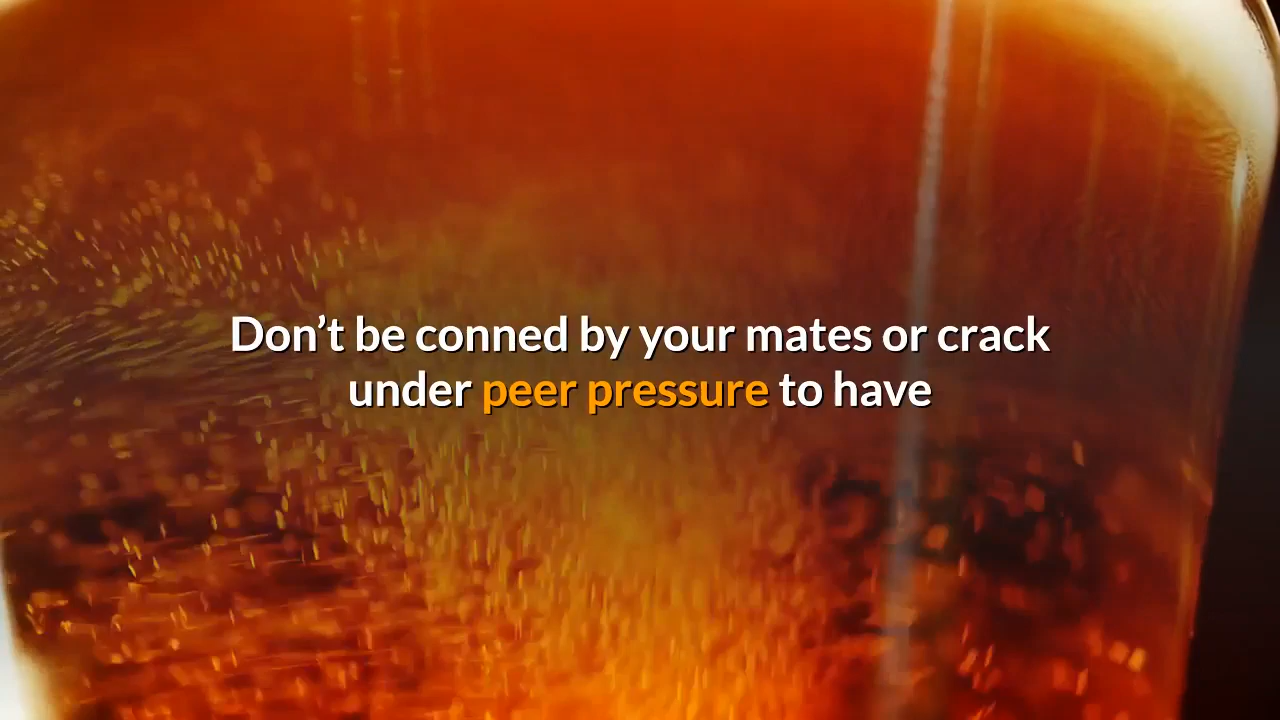 Don’t be conned by your mates or crack
under peer pressure to have